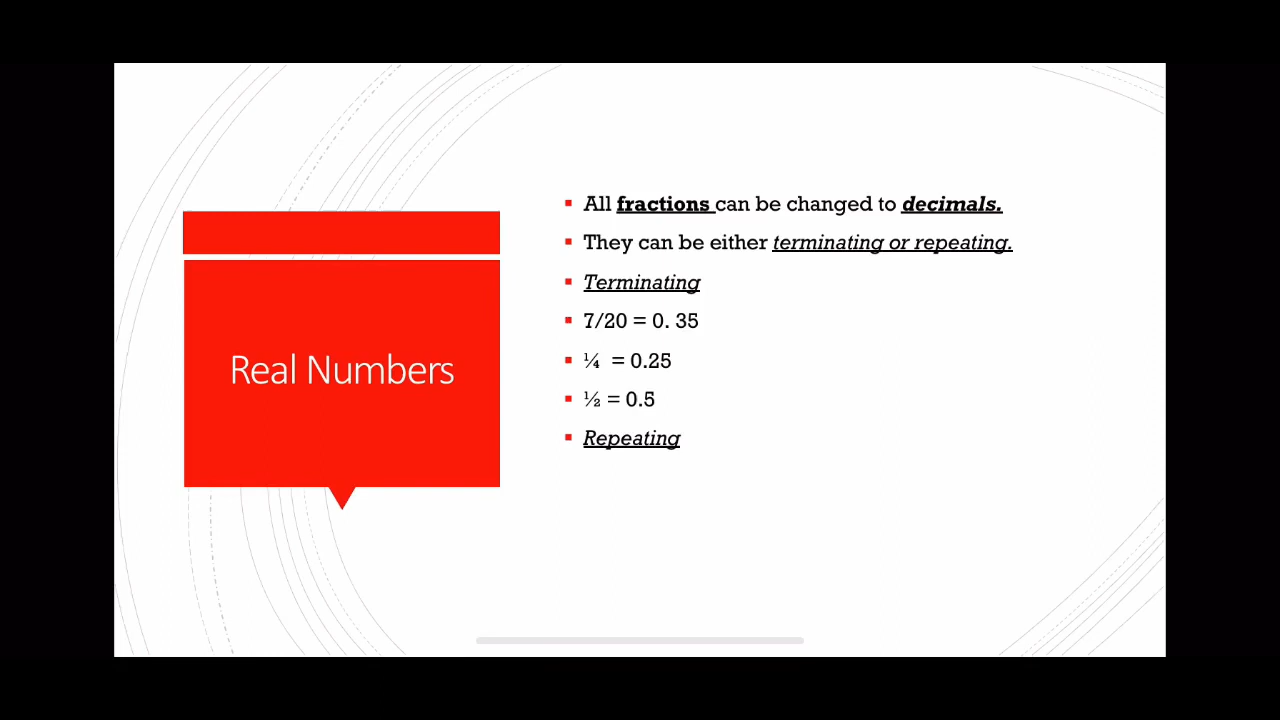 Real Numbers
All fractions can be changed to decimals.
They can be either terminating or repeating.
Terminating
7/20 = 0. 35
¼ = 0.25
½ = 0.5
Repeating